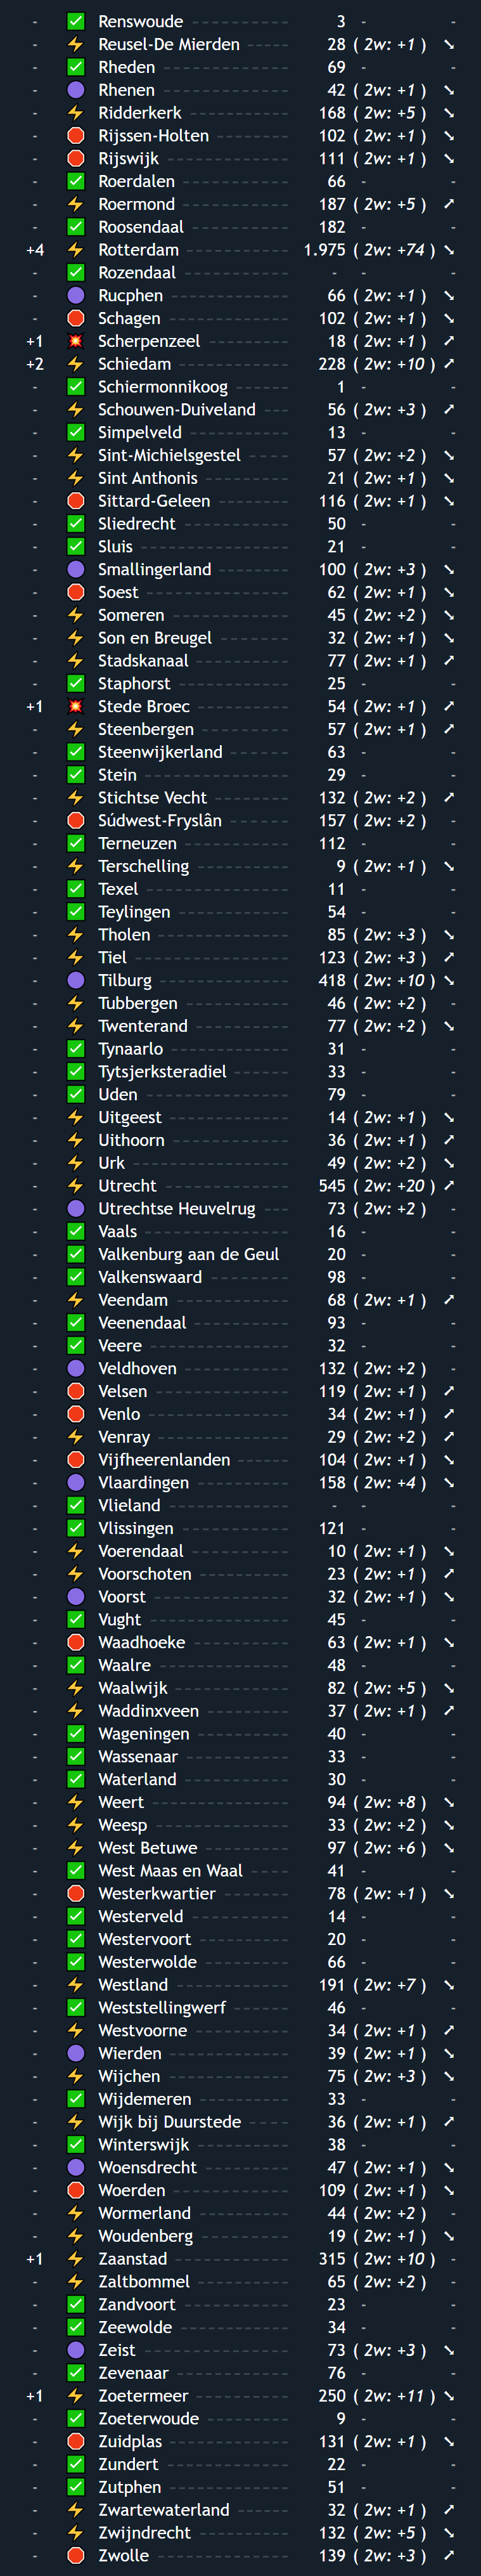 - Renswoude 3 - -
- Reusel-De Mierden 28 ( 2w: +1 ) ↘
- Rheden 69 - -
- Rhenen 42 ( 2w: +1 ) ↘
- Ridderkerk 168 ( 2w: +5 ) ↘
- Rijssen-Holten 102 ( 2w: +1 ) ↘
- Rijswijk 111 ( 2w: +1 ) ↘
- Roerdalen 66 - -
- Roermond 187 ( 2w: +5 ) ↗
- Roosendaal 182 - -
+4 Rotterdam 1.975 ( 2w: +74 ) ↘
- Rozendaal - - -
- Rucphen 66 ( 2w: +1 ) ↘
- Schagen 102 ( 2w: +1 ) ↘
+1 Scherpenzeel 18 ( 2w: +1 ) ↗
+2 Schiedam 228 ( 2w: +10 ) ↗
- Schiermonnikoog 1 - -
- Schouwen-Duiveland 56 ( 2w: +3 ) ↗
- Simpelveld 13 - -
- Sint-Michielsgestel 57 ( 2w: +2 ) ↘
- Sint Anthonis 21 ( 2w: +1 ) ↘
- Sittard-Geleen 116 ( 2w: +1 ) ↘
- Sliedrecht 50 - -
- Sluis 21 - -
- Smallingerland 100 ( 2w: +3 ) ↘
- Soest 62 ( 2w: +1 ) ↘
- Someren 45 ( 2w: +2 ) ↘
- Son en Breugel 32 ( 2w: +1 ) ↘
- Stadskanaal 77 ( 2w: +1 ) ↗
- Staphorst 25 - -
+1 Stede Broec 54 ( 2w: +1 ) ↗
- Steenbergen 57 ( 2w: +1 ) ↗
- Steenwijkerland 63 - -
- Stein 29 - -
- Stichtse Vecht 132 ( 2w: +2 ) ↗
- Súdwest-Fryslân 157 ( 2w: +2 ) -
- Terneuzen 112 - -
- Terschelling 9 ( 2w: +1 ) ↘
- Texel 11 - -
- Teylingen 54 - -
- Tholen 85 ( 2w: +3 ) ↘
- Tiel 123 ( 2w: +3 ) ↗
- Tilburg 418 ( 2w: +10 ) ↘
- Tubbergen 46 ( 2w: +2 ) -
- Twenterand 77 ( 2w: +2 ) ↘
- Tynaarlo 31 - -
- Tytsjerksteradiel 33 - -
- Uden 79 - -
- Uitgeest 14 ( 2w: +1 ) ↘
- Uithoorn 36 ( 2w: +1 ) ↗
- Urk 49 ( 2w: +2 ) ↘
- Utrecht 545 ( 2w: +20 ) ↗
- Utrechtse Heuvelrug 73 ( 2w: +2 ) -
- Vaals 16 - -
- Valkenburg aan de Geul 20 - -
- Valkenswaard 98 - -
- Veendam 68 ( 2w: +1 ) ↗
- Veenendaal 93 - -
- Veere 32 - -
- Veldhoven 132 ( 2w: +2 ) -
- Velsen 119 ( 2w: +1 ) ↗
- Venlo 34 ( 2w: +1 ) ↗
- Venray 29 ( 2w: +2 ) ↗
- Vijfheerenlanden 104 ( 2w: +1 ) ↘
- Vlaardingen 158 ( 2w: +4 ) ↘
- Vlieland - - -
- Vlissingen 121 - -
- Voerendaal 10 ( 2w: +1 ) ↘
- Voorschoten 23 ( 2w: +1 ) ↗
- Voorst 32 ( 2w: +1 ) ↘
- Vught 45 - -
- Waadhoeke 63 ( 2w: +1 ) ↘
- Waalre 48 - -
- Waalwijk 82 ( 2w: +5 ) ↘
- Waddinxveen 37 ( 2w: +1 ) ↗
- Wageningen 40 - -
- Wassenaar 33 - -
- Waterland 30 - -
- Weert 94 ( 2w: +8 ) ↘
- Weesp 33 ( 2w: +2 ) ↘
- West Betuwe 97 ( 2w: +6 ) ↘
- West Maas en Waal 41 - -
- Westerkwartier 78 ( 2w: +1 ) ↘
- Westerveld 14 - -
- Westervoort 20 - -
- Westerwolde 66 - -
- Westland 191 ( 2w: +7 ) ↘
- Weststellingwerf 46 - -
- Westvoorne 34 ( 2w: +1 ) ↗
- Wierden 39 ( 2w: +1 ) ↘
- Wijchen 75 ( 2w: +3 ) ↘
- Wijdemeren 33 - -
- Wijk bij Duurstede 36 ( 2w: +1 ) ↗
- Winterswijk 38 - -
- Woensdrecht 47 ( 2w: +1 ) ↘
- Woerden 109 ( 2w: +1 ) ↘
- Wormerland 44 ( 2w: +2 ) -
- Woudenberg 19 ( 2w: +1 ) ↘
+1 Zaanstad 315 ( 2w: +10 ) -
- Zaltbommel 65 ( 2w: +2 ) -
- Zandvoort 23 - -
- Zeewolde 34 - -
- Zeist 73 ( 2w: +3 ) ↘
- Zevenaar 76 - -
+1 Zoetermeer 250 ( 2w: +11 ) ↘
- Zoeterwoude 9 - -
- Zuidplas 131 ( 2w: +1 ) ↘
- Zundert 22 - -
- Zutphen 51 - -
- Zwartewaterland 32 ( 2w: +1 ) ↗
- Zwijndrecht 132 ( 2w: +5 ) ↘
- Zwolle 139 ( 2w: +3 ) ↗